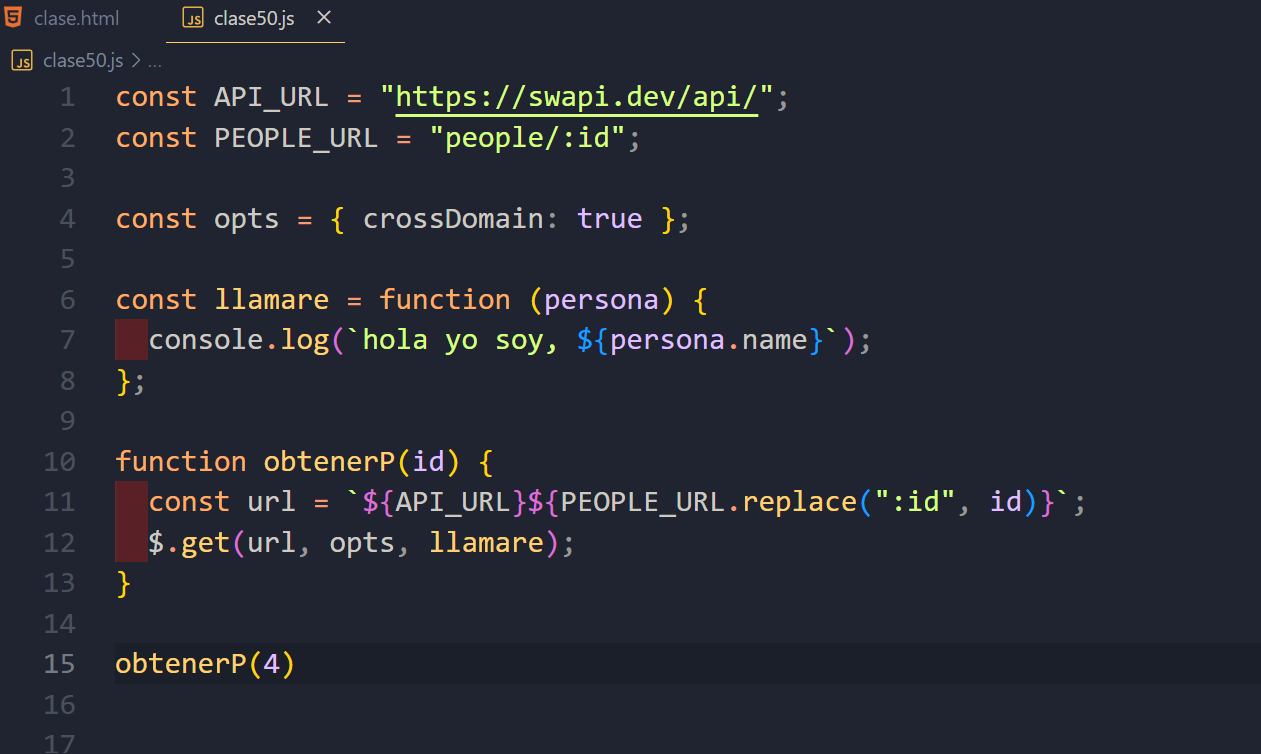 clase.html
JS clase50.js ×
JS clase50.js > ...
1 const API_URL = "https://swapi.dev/api/";
2 const PEOPLE_URL = "people/:id";
3
4 const opts = { crossDomain: true };
5
6 const llamare = function (persona) {
7 console.log(`hola yo soy, ${persona.name}`);
8 };
9
10 function obtenerP(id) {
11 const url = `${API_URL}${PEOPLE_URL.replace(":id", id)}`;
12 $.get(url, opts, llamare);
13 }
14
15 obtenerP(4)
16
17